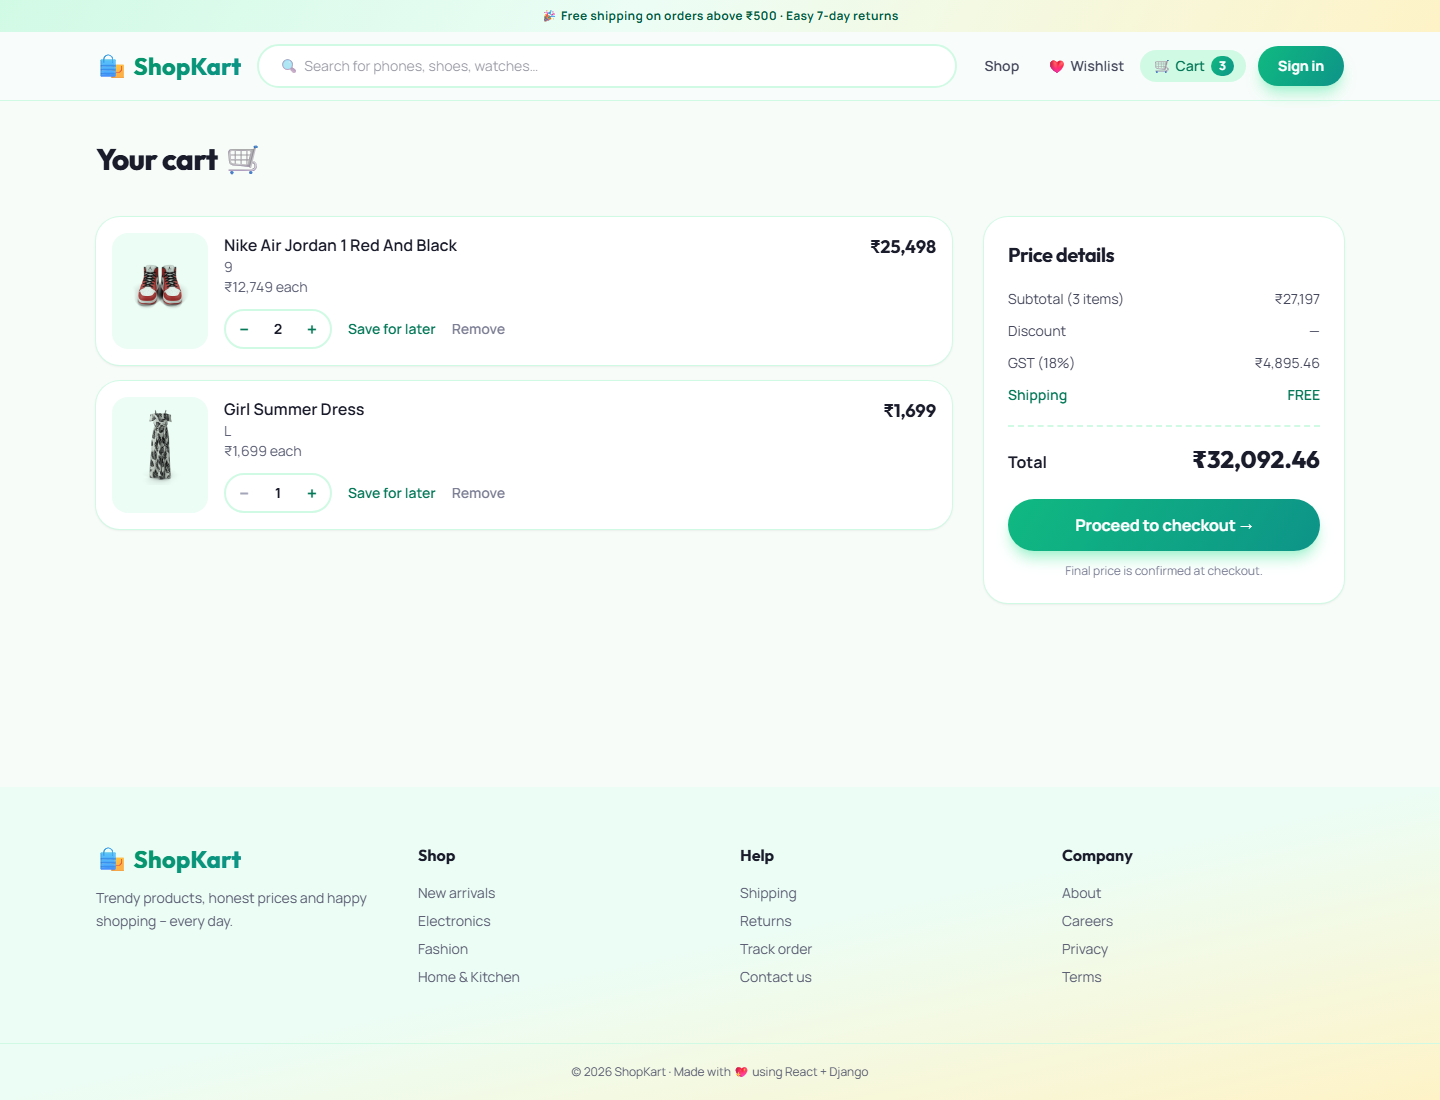 🎉 Free shipping on orders above ₹500 · Easy 7-day returns
🛍️ ShopKart
🔍 Search for phones, shoes, watches...
Shop
❤️ Wishlist
🛒 Cart 3
Sign in
Your cart 🛒
Nike Air Jordan 1 Red And Black
₹25,498
9
₹12,749 each
− 2 + Save for later Remove
Girl Summer Dress
₹1,699
L
₹1,699 each
− 1 + Save for later Remove
Price details
Subtotal (3 items) ₹27,197
Discount —
GST (18%) ₹4,895.46
Shipping FREE
Total ₹32,092.46
Proceed to checkout →
Final price is confirmed at checkout.
🛍️ ShopKart
Trendy products, honest prices and happy
shopping – every day.
Shop
New arrivals
Electronics
Fashion
Home & Kitchen
Help
Shipping
Returns
Track order
Contact us
Company
About
Careers
Privacy
Terms
© 2026 ShopKart · Made with 💖 using React + Django